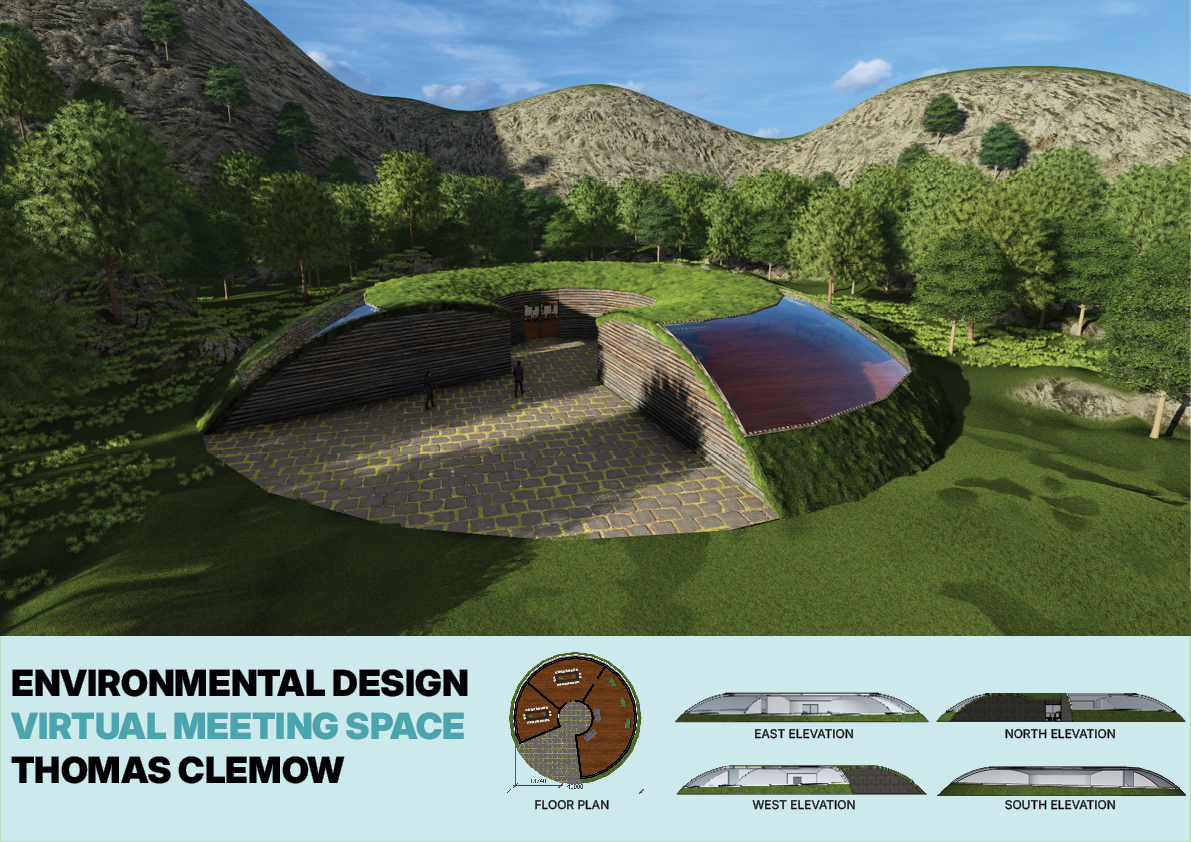 ENVIRONMENTAL DESIGN
VIRTUAL MEETING SPACE
THOMAS CLEMOW
FLOOR PLAN
EAST ELEVATION
NORTH ELEVATION
WEST ELEVATION
SOUTH ELEVATION